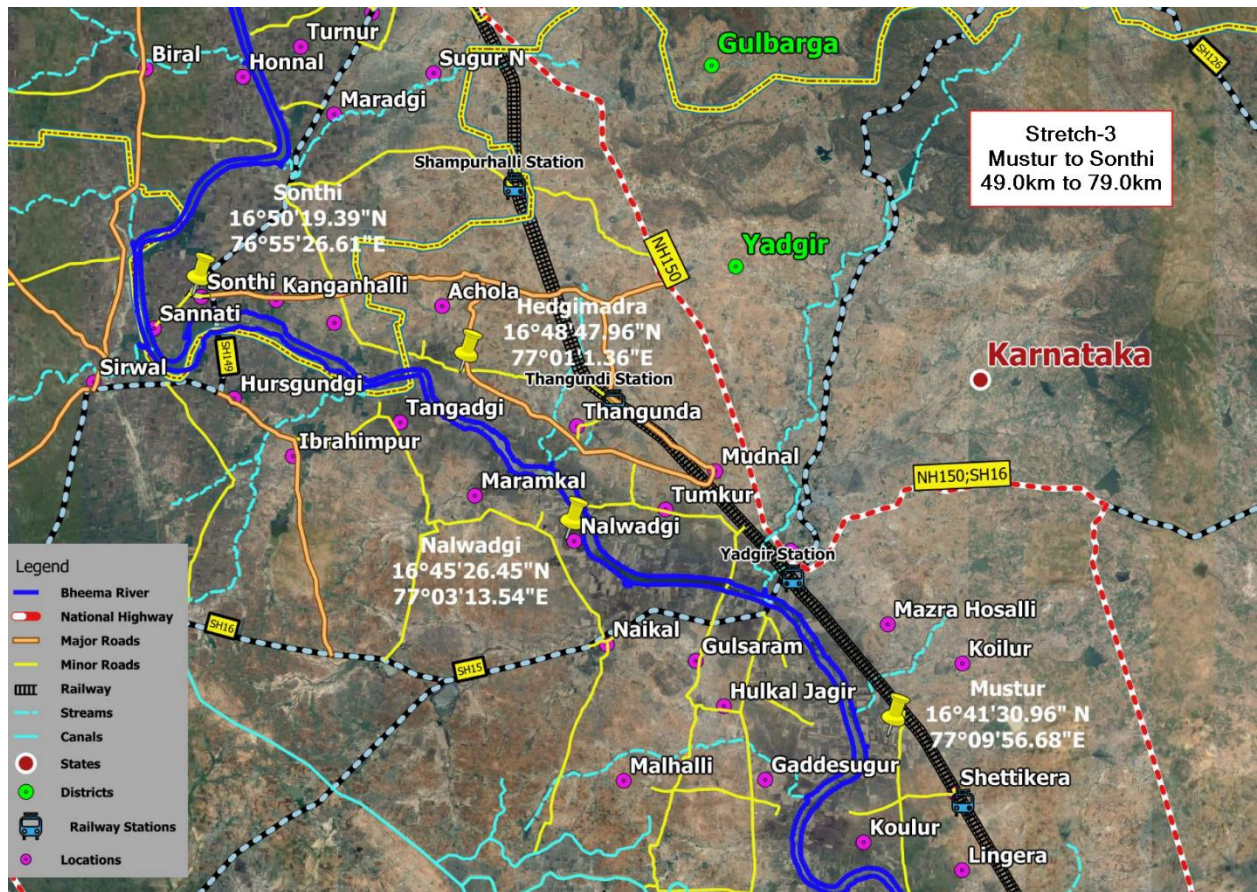 Turnur
Biral
Honnal
Sugur N
Gulbarga
SH126
Maradgi
Stretch-3
Mustur to Sonthi
49.0km to 79.0km
Shampurhalli Station
Sonthi
16°50'19.39"N
76°55'26.61"E
NH150
Yadgir
Sonthi
Kanganhalli
Achola
Sannati
Hedgimadra
16°48'47.96"N
77°01'1.36"E
Karnataka
SH149
Sirwal
Thangundi Station
Hursgundgi
Tangadgi
Thangunda
Ibrahimpur
Mudnal
Maramkal
Tumkur
NH150;SH16
Nalwadgi
Nalwadgi
16°45'26.45"N
77°03'13.54"E
Yadgir Station
Legend
Bheema River
National Highway
Major Roads
Minor Roads
Railway
Streams
Canals
States
Districts
Railway Stations
Locations
SH16
SH15
Naikal
Mazra Hosalli
Gulsaram
Koilur
Hulkal Jagir
Mustur
16°41'30.96" N
77°09'56.68"E
Malhalli
Gaddesugur
Shettikera
Koulur
Lingera